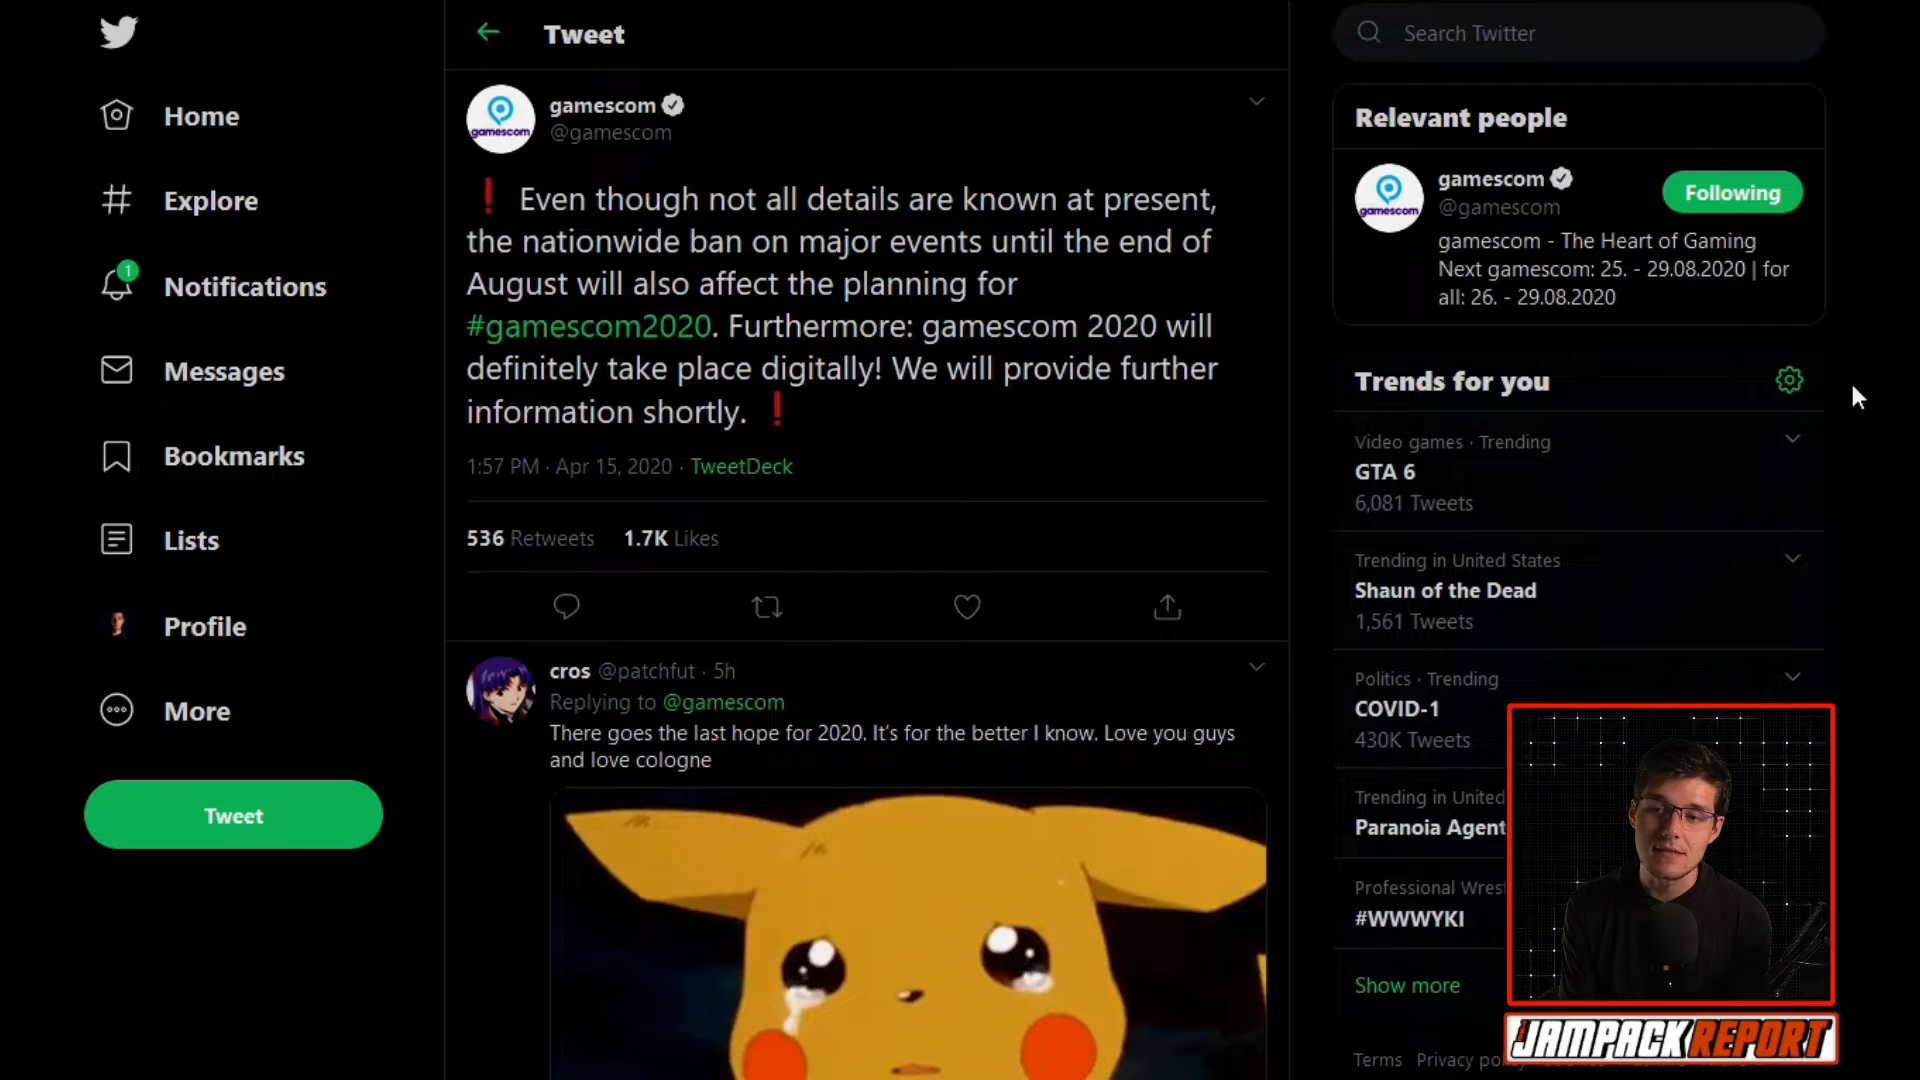 Home
Explore
1
Notifications
Messages
Bookmarks
Lists
Profile
More
Tweet
Tweet
gamescom
gamescom
@gamescom
❗ Even though not all details are known at present,
the nationwide ban on major events until the end of
August will also affect the planning for
#gamescom2020. Furthermore: gamescom 2020 will
definitely take place digitally! We will provide further
information shortly. ❗
1:57 PM · Apr 15, 2020 · TweetDeck
536 Retweets 1.7K Likes
cros @patchfut · 5h
Replying to @gamescom
There goes the last hope for 2020. It's for the better I know. Love you guys
and love cologne
Search Twitter
Relevant people
gamescom
gamescom
@gamescom
Following
gamescom - The Heart of Gaming
Next gamescom: 25. - 29.08.2020 | for
all: 26. - 29.08.2020
Trends for you
Video games · Trending
GTA 6
6,081 Tweets
Trending in United States
Shaun of the Dead
1,561 Tweets
Politics · Trending
COVID-1
430K Tweets
Trending in United
Paranoia Agent
Professional Wres
#WWWYKI
Show more
Terms Privacy
JAMPACK REPORT